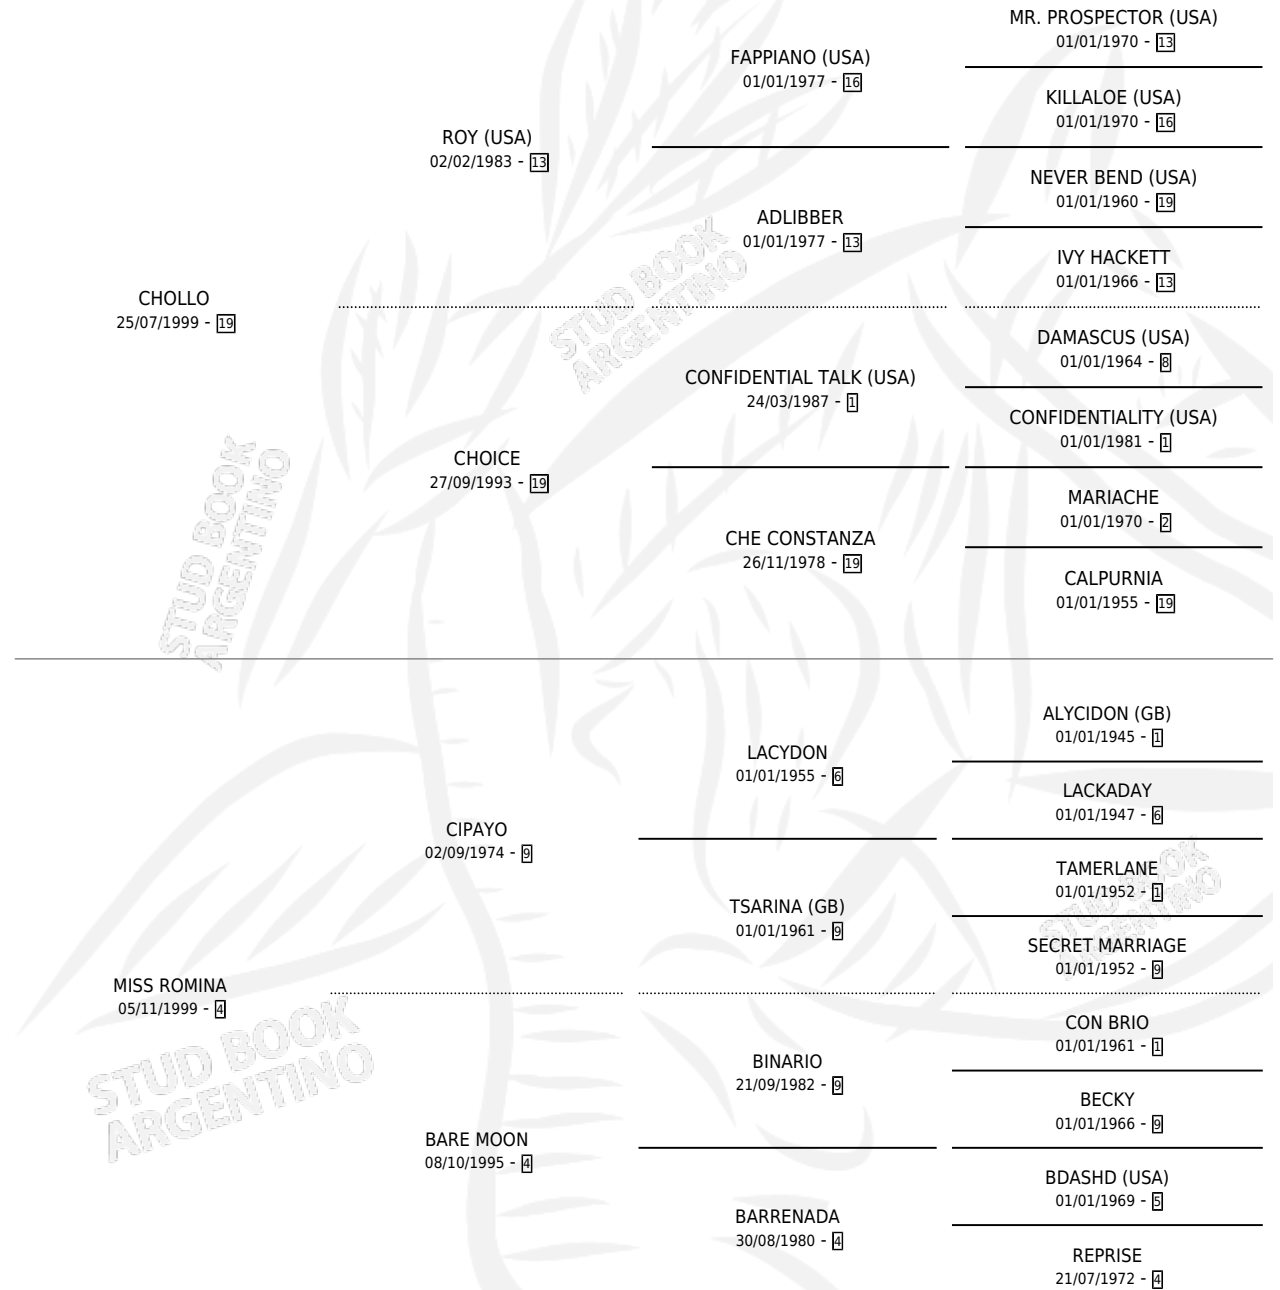 MR. PROSPECTOR (USA)
01/01/1970 - 13
FAPPIANO (USA)
01/01/1977 - 16
KILLALOE (USA)
01/01/1970 - 16
ROY (USA)
02/02/1983 - 13
NEVER BEND (USA)
01/01/1960 - 19
ADLIBBER
01/01/1977 - 13
IVY HACKETT
01/01/1966 - 13
CHOLLO
25/07/1999 - 19
STUD BOOK
ARGENTINO
DAMASCUS (USA)
01/01/1964 - 8
CONFIDENTIAL TALK (USA)
24/03/1987 - 1
CONFIDENTIALITY (USA)
01/01/1981 - 1
CHOICE
27/09/1993 - 19
MARIACHE
01/01/1970 - 2
CHE CONSTANZA
26/11/1978 - 19
CALPURNIA
01/01/1955 - 19
STUD BOOK
ARGENTINO
ALYCIDON (GB)
01/01/1945 - 1
LACYDON
01/01/1955 - 6
LACKADAY
01/01/1947 - 6
CIPAYO
02/09/1974 - 9
TAMERLANE
01/01/1952 - 1
TSARINA (GB)
01/01/1961 - 9
STUD BOOK
ARGENTINO
SECRET MARRIAGE
01/01/1952 - 9
MISS ROMINA
05/11/1999 - 4
STUD BOOK
ARGENTINO
CON BRIO
01/01/1961 - 1
BINARIO
21/09/1982 - 9
BECKY
01/01/1966 - 9
BARE MOON
08/10/1995 - 4
BDASHD (USA)
01/01/1969 - 5
BARRENADA
30/08/1980 - 4
REPRISE
21/07/1972 - 4